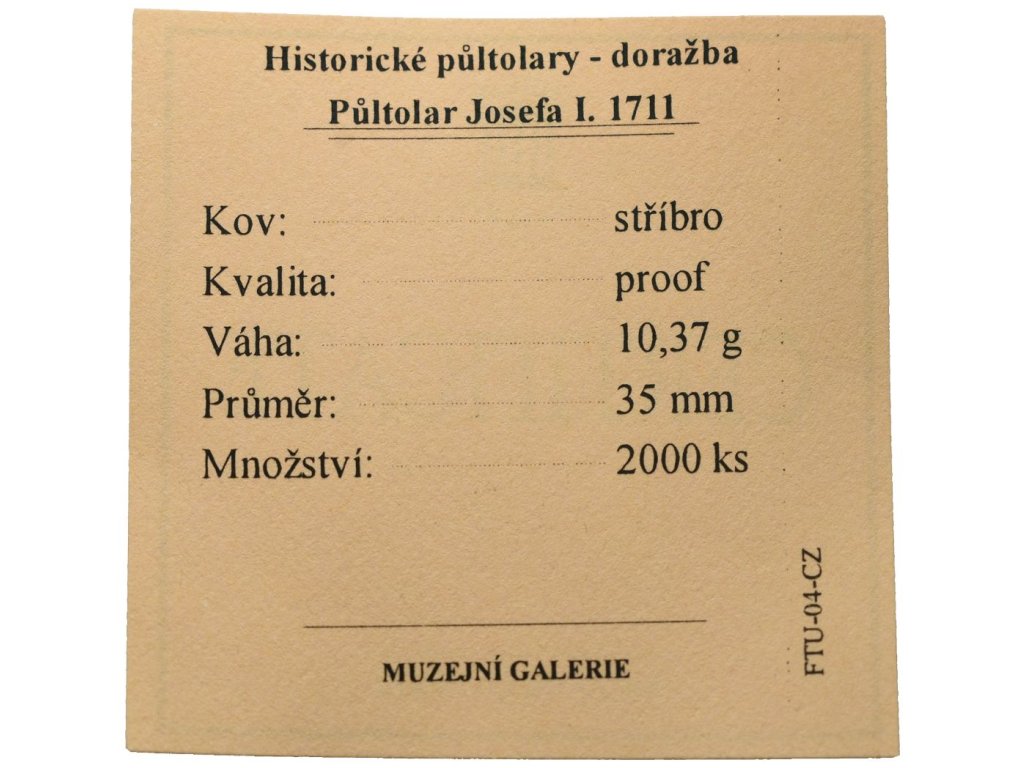 Historické půltolary - doražba
Půltolar Josefa I. 1711
Kov: stříbro
Kvalita: proof
Váha: 10,37 g
Průměr: 35 mm
Množství: 2000 ks
MUZEJNÍ GALERIE
FTU-04-CZ